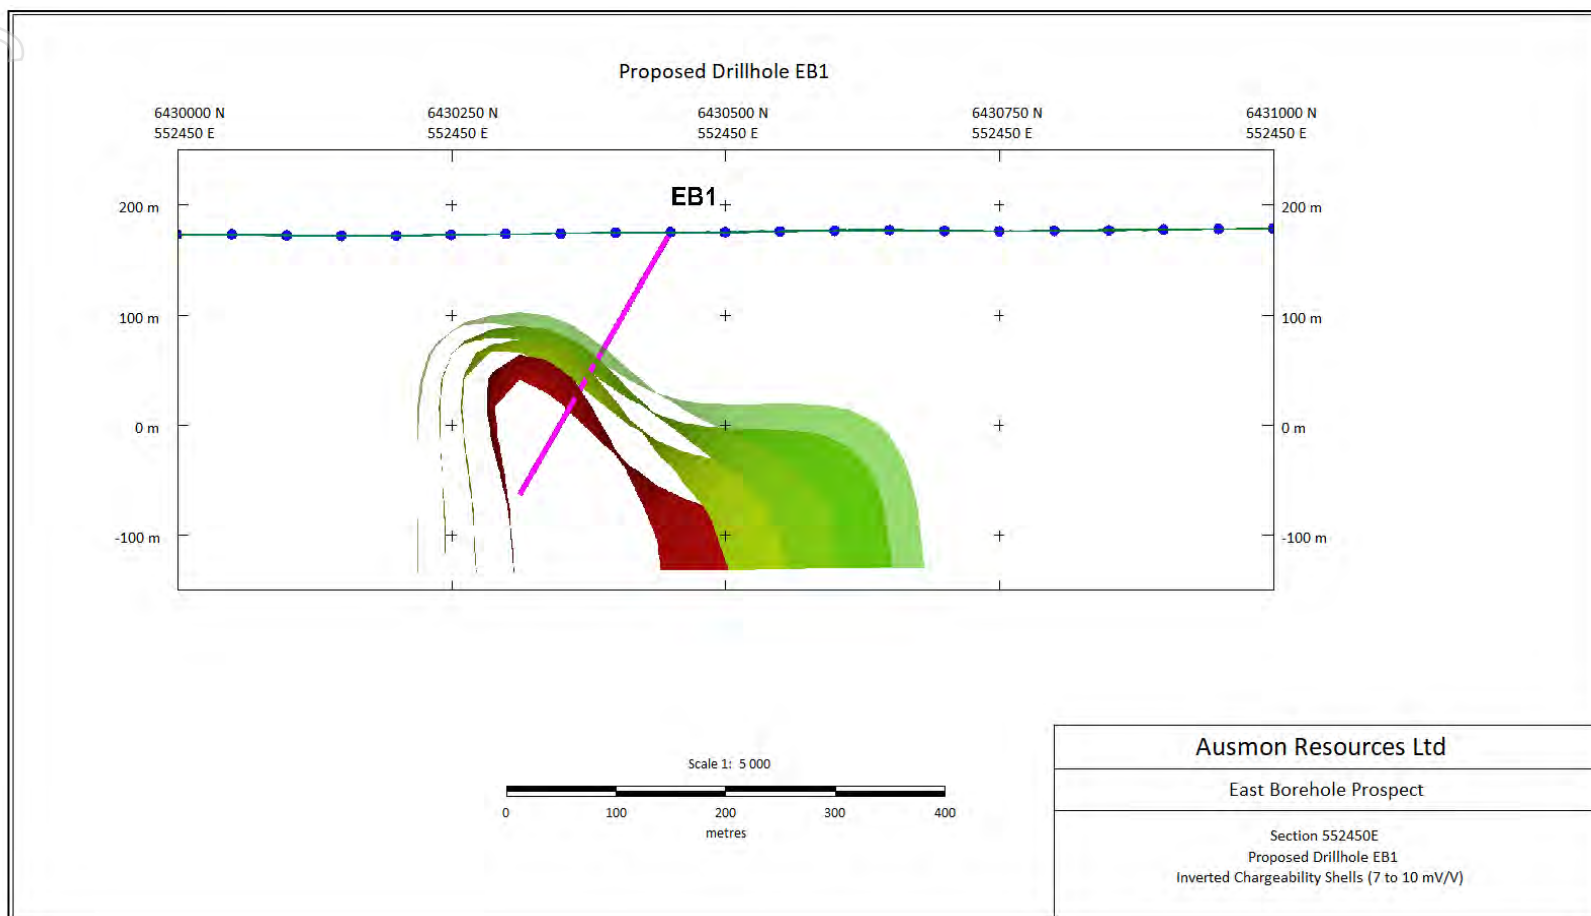 Proposed Drillhole EB1
6430000 N
552450 E
6430250 N
552450 E
6430500 N
552450 E
6430750 N
552450 E
6431000 N
552450 E
EB1
200 m
200 m
100 m
100 m
0 m
0 m
-100 m
-100 m
Scale 1: 5 000
0 100 200 300 400
metres
Ausmon Resources Ltd
East Borehole Prospect
Section 552450E
Proposed Drillhole EB1
Inverted Chargeability Shells (7 to 10 mV/V)